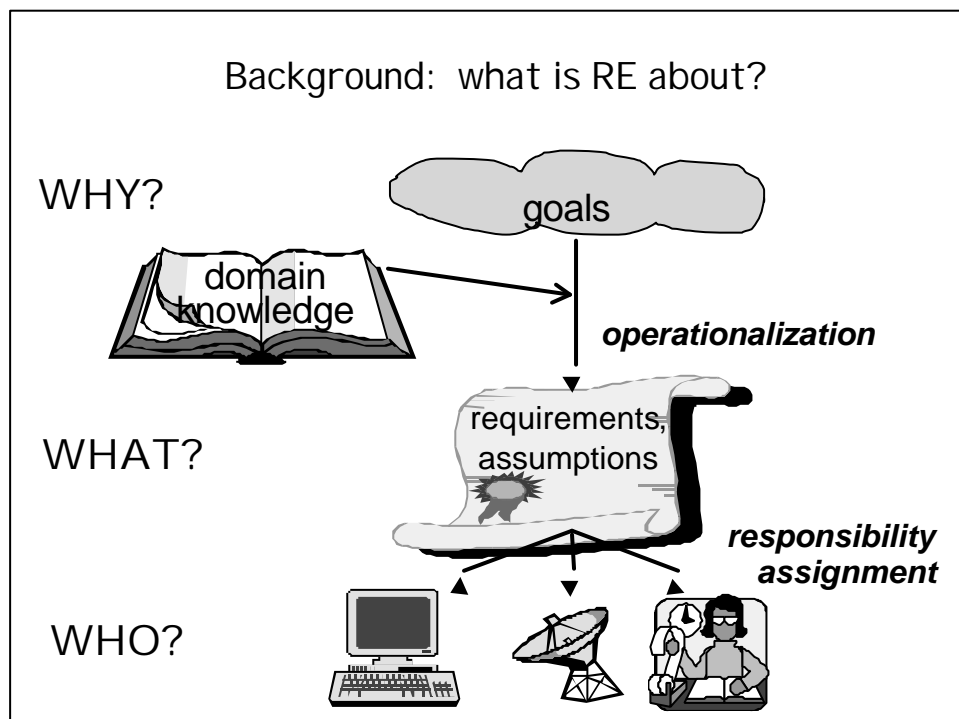 Background: what is RE about?
WHY?
goals
domain
knowledge
operationalization
WHAT?
requirements,
assumptions
responsibility
assignment
WHO?